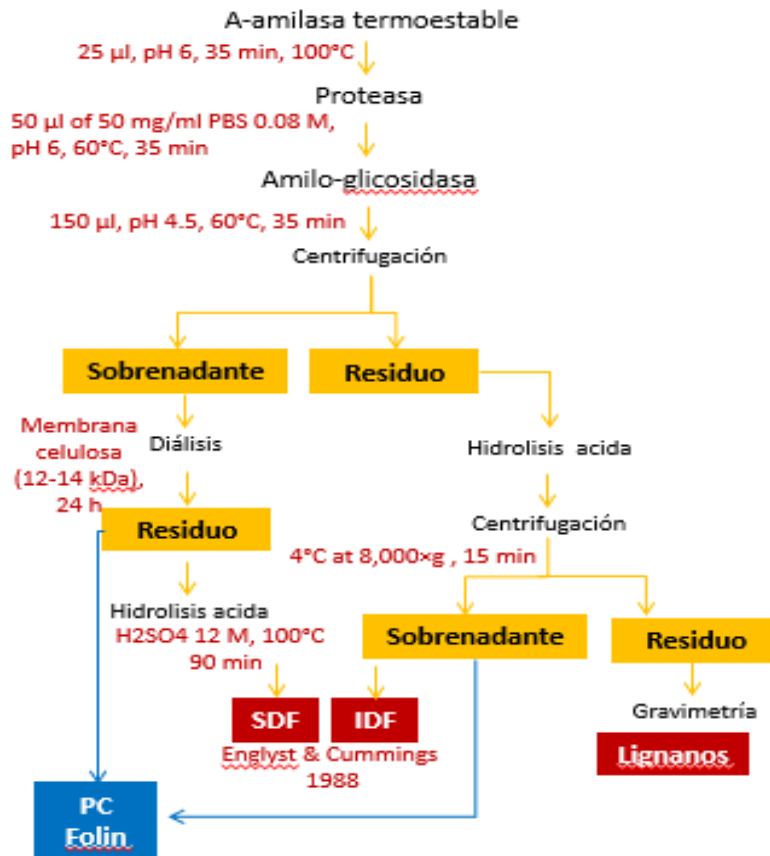 A-amilasa termoestable
25 µl, pH 6, 35 min, 100°C
Proteasa
50 µl of 50 mg/ml PBS 0.08 M,
pH 6, 60°C, 35 min
Amilo-glicosidasa
150 µl, pH 4.5, 60°C, 35 min
Centrifugación
Sobrenadante
Residuo
Membrana
celulosa
(12-14 kDa),
24 h
Diálisis
Hidrolisis acida
Residuo
Centrifugación
4°C at 8,000×g , 15 min
Hidrolisis acida
H2SO4 12 M, 100°C
90 min
Sobrenadante
Residuo
SDF
IDF
Englyst & Cummings
1988
Gravimetría
Lignanos
PC
Folin